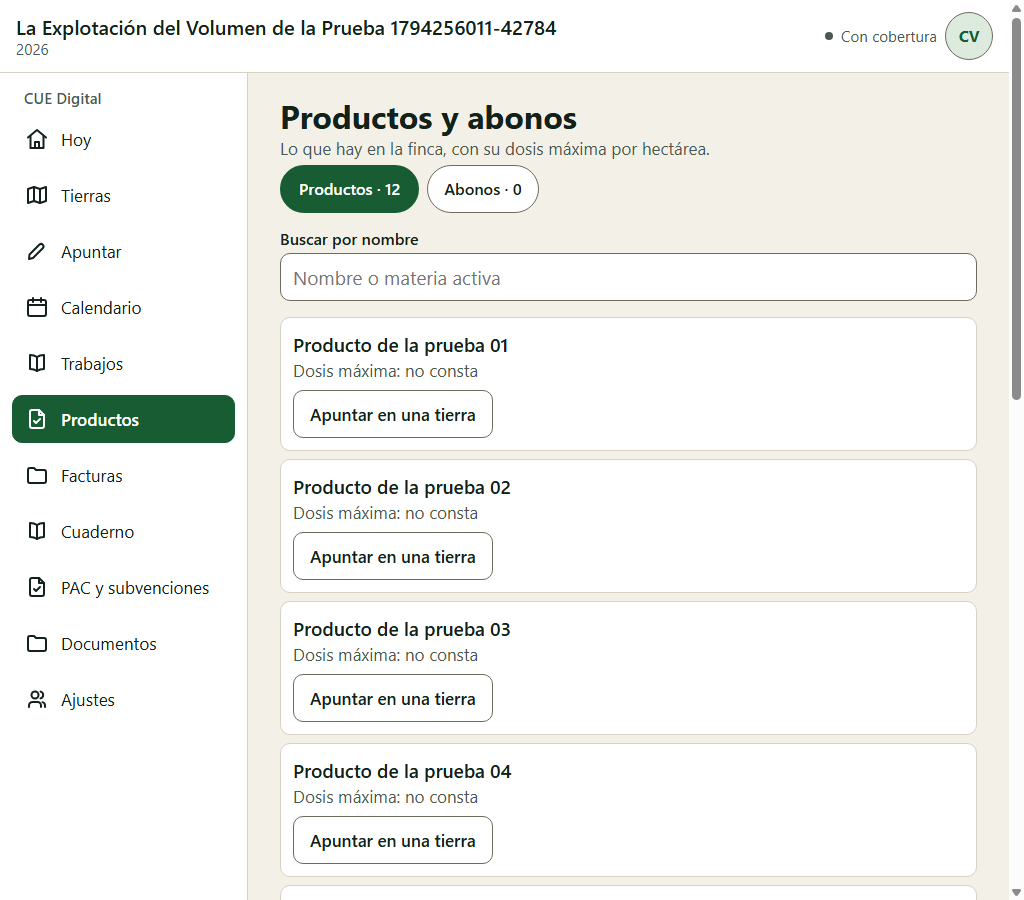 La Explotación del Volumen de la Prueba 1794256011-42784
2026
Con cobertura
CV
CUE Digital
Hoy
Tierras
Apuntar
Calendario
Trabajos
Productos
Facturas
Cuaderno
PAC y subvenciones
Documentos
Ajustes
Productos y abonos
Lo que hay en la finca, con su dosis máxima por hectárea.
Productos · 12
Abonos · 0
Buscar por nombre
Nombre o materia activa
Producto de la prueba 01
Dosis máxima: no consta
Apuntar en una tierra
Producto de la prueba 02
Dosis máxima: no consta
Apuntar en una tierra
Producto de la prueba 03
Dosis máxima: no consta
Apuntar en una tierra
Producto de la prueba 04
Dosis máxima: no consta
Apuntar en una tierra